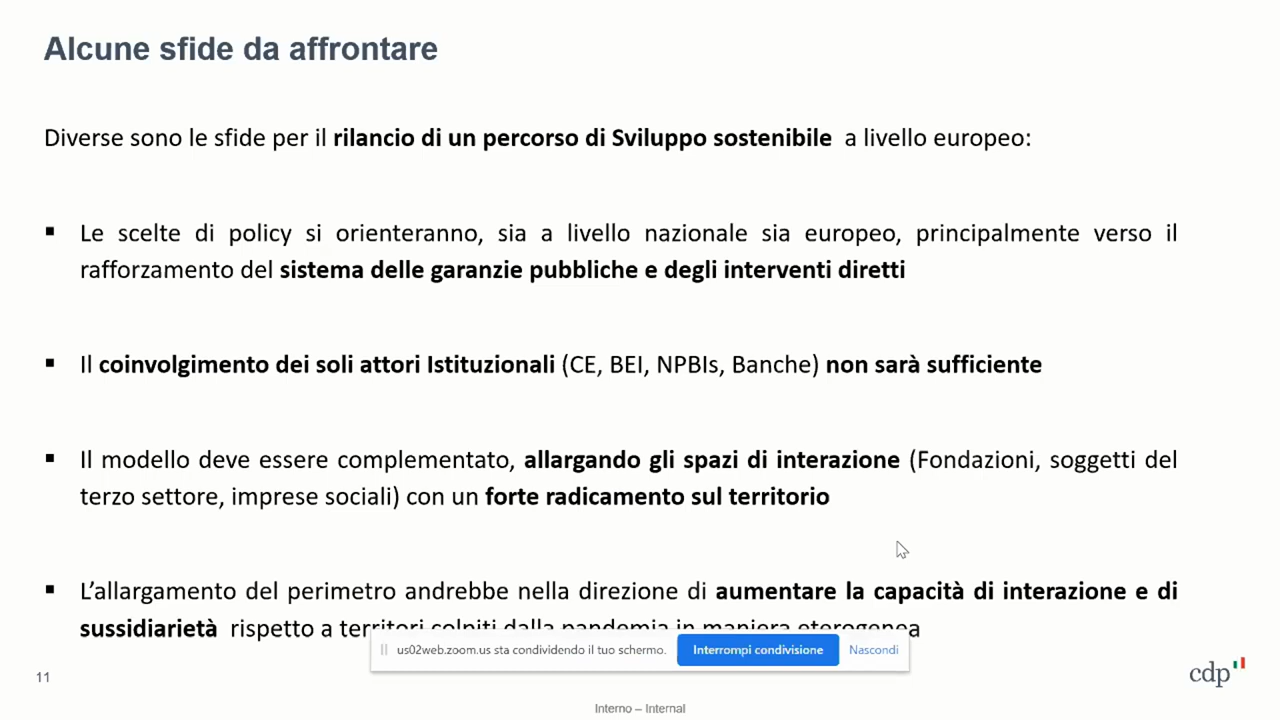 Alcune sfide da affrontare
Diverse sono le sfide per il rilancio di un percorso di Sviluppo sostenibile a livello europeo:
▪ Le scelte di policy si orienteranno, sia a livello nazionale sia europeo, principalmente verso il
rafforzamento del sistema delle garanzie pubbliche e degli interventi diretti
▪ Il coinvolgimento dei soli attori Istituzionali (CE, BEI, NPBIs, Banche) non sarà sufficiente
▪ Il modello deve essere complementato, allargando gli spazi di interazione (Fondazioni, soggetti del
terzo settore, imprese sociali) con un forte radicamento sul territorio
▪ L’allargamento del perimetro andrebbe nella direzione di aumentare la capacità di interazione e di
sussidiarietà rispetto a territori colpiti dalla pandemia in maniera eterogenea
us02web.zoom.us sta condividendo il tuo schermo.
Interrompi condivisione
Nascondi
11
cdp
Interno – Internal